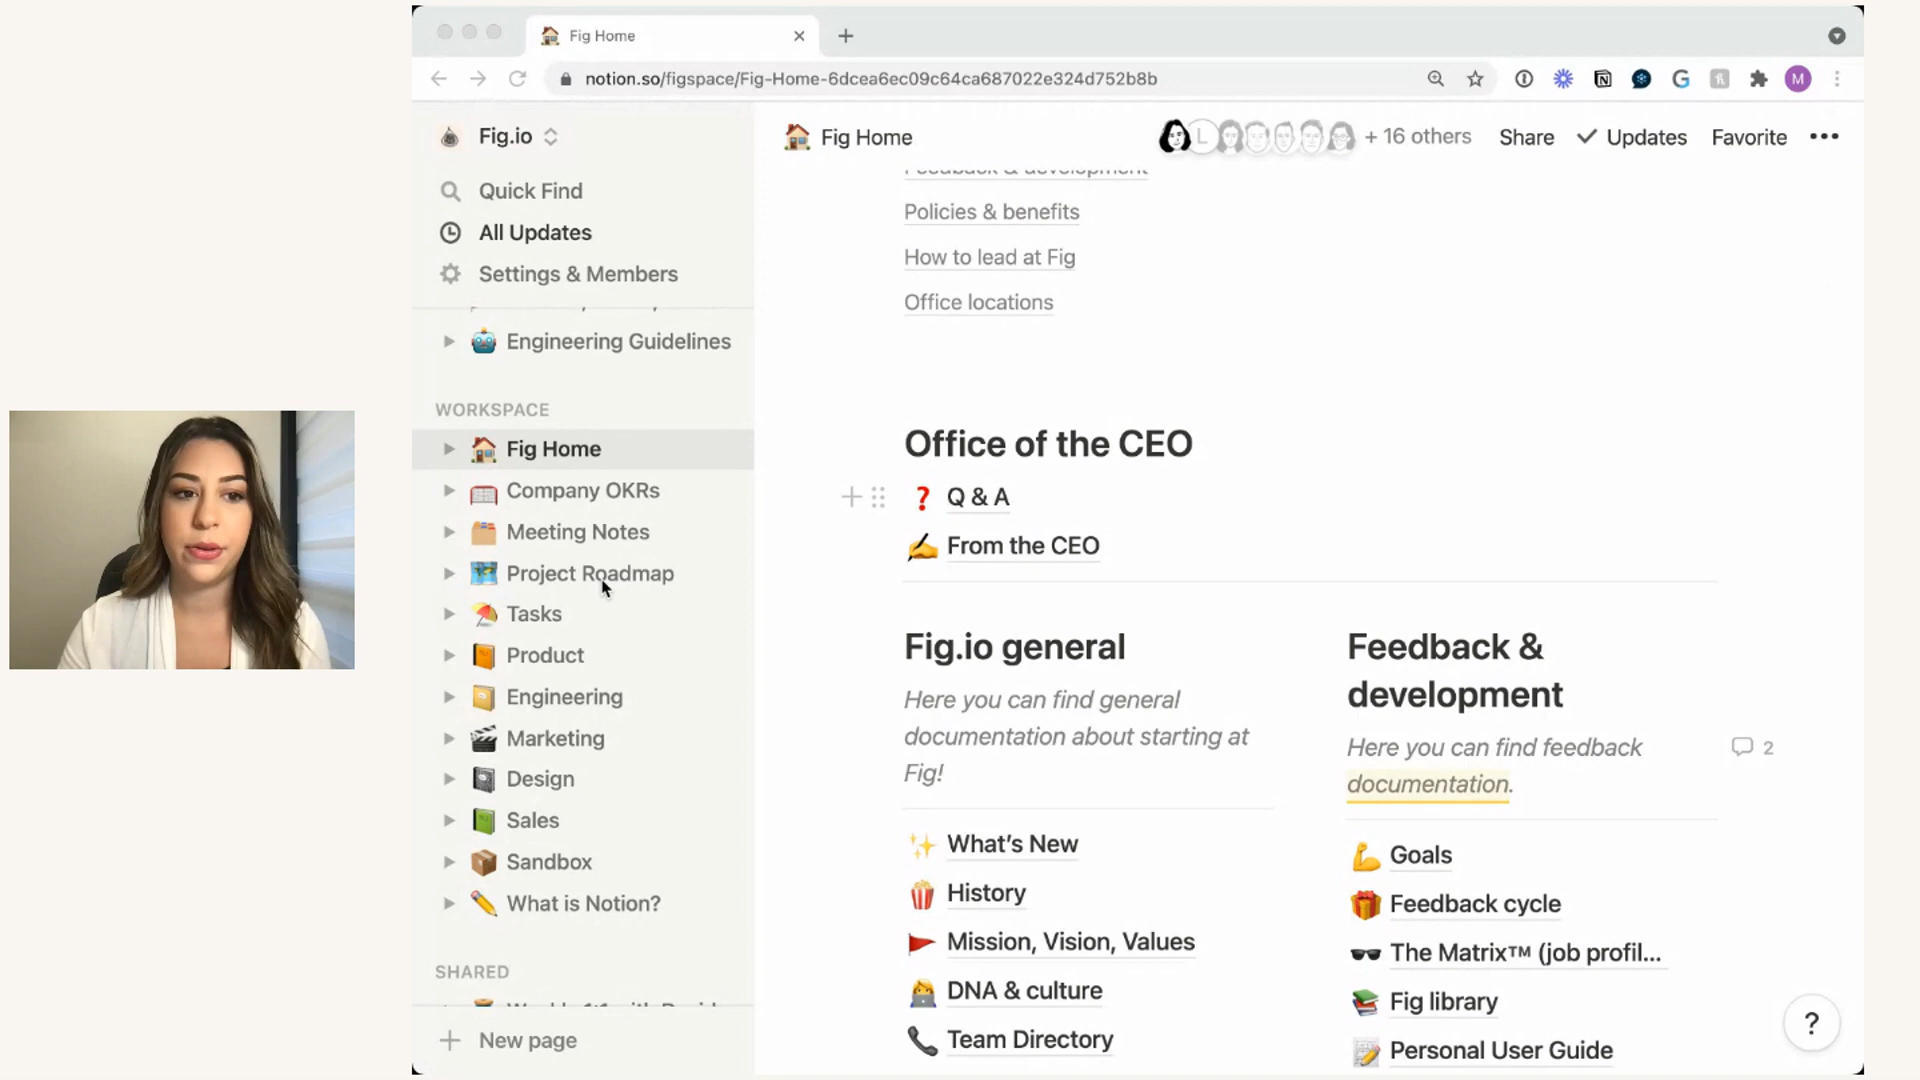 Fig Home
notion.so/figspace/Fig-Home-6dcea6ec09c64ca687022e324d752b8b
M
Fig.io
Quick Find
All Updates
Settings & Members
Engineering Guidelines
WORKSPACE
Fig Home
Company OKRs
Meeting Notes
Project Roadmap
Tasks
Product
Engineering
Marketing
Design
Sales
Sandbox
What is Notion?
SHARED
New page
Fig Home
L
+ 16 others
Share
Updates
Favorite
Feedback & development
Policies & benefits
How to lead at Fig
Office locations
Office of the CEO
Q & A
From the CEO
Fig.io general
Here you can find general
documentation about starting at
Fig!
What's New
History
Mission, Vision, Values
DNA & culture
Team Directory
Feedback &
development
Here you can find feedback
documentation.
2
Goals
Feedback cycle
The Matrix™ (job profil...
Fig library
Personal User Guide
?